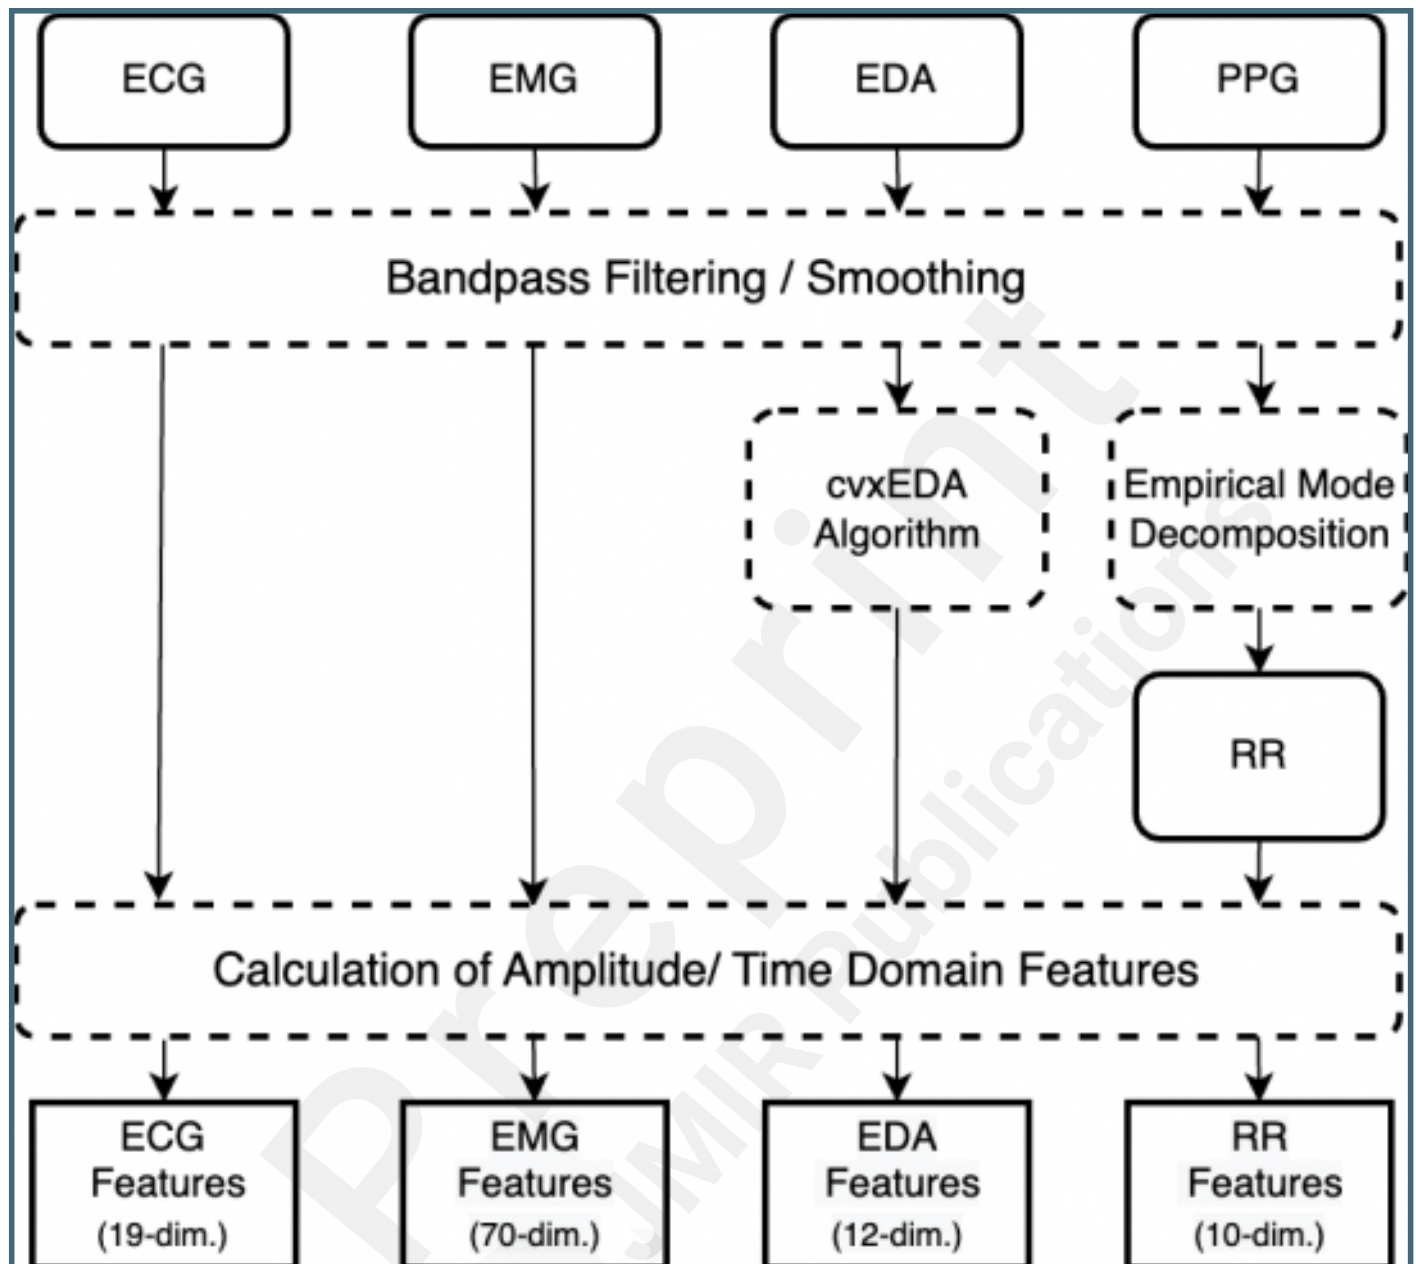 ECG
EMG
EDA
PPG
Bandpass Filtering / Smoothing
cvxEDA
Algorithm
Empirical Mode
Decomposition
RR
Calculation of Amplitude/ Time Domain Features
ECG
Features
(19-dim.)
EMG
Features
(70-dim.)
EDA
Features
(12-dim.)
RR
Features
(10-dim.)
Preprint
JMIR Publications